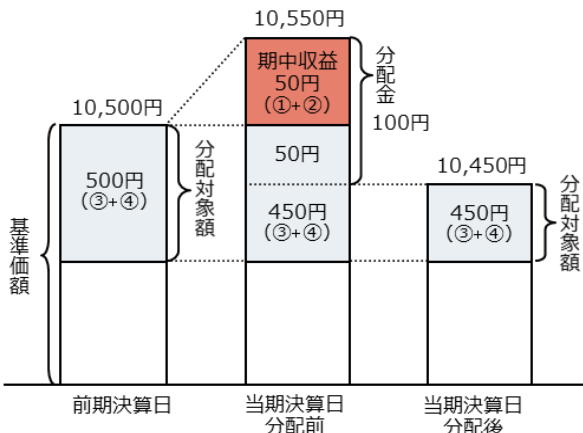 10,550円
期中収益
50円
(①+②)
分配金
100円
10,500円
500円
(③+④)
分配対象額
50円
450円
(③+④)
10,450円
450円
(③+④)
分配対象額
基準価額
前期決算日
当期決算日
分配前
当期決算日
分配後